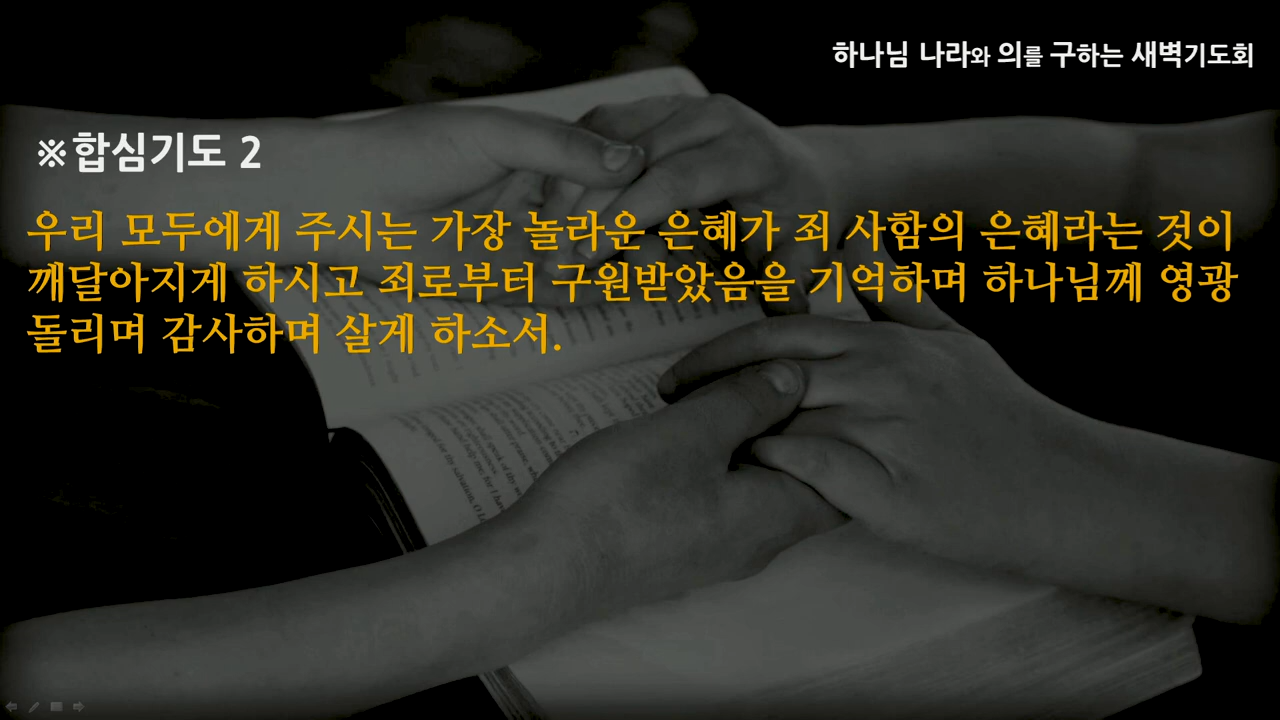 하나님 나라와 의를 구하는 새벽기도회
※합심기도 2
우리 모두에게 주시는 가장 놀라운 은혜가 죄 사함의 은혜라는 것이
깨달아지게 하시고 죄로부터 구원받았음을 기억하며 하나님께 영광
돌리며 감사하며 살게 하소서.